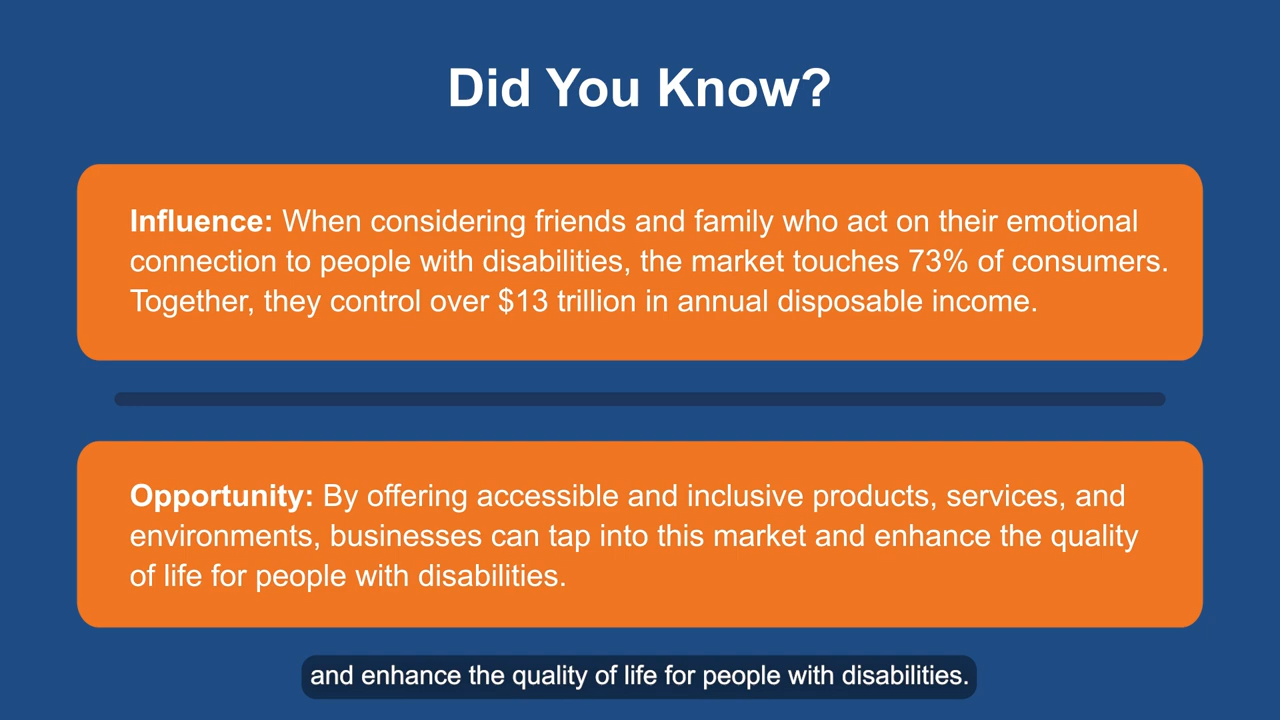 Did You Know?
Influence: When considering friends and family who act on their emotional
connection to people with disabilities, the market touches 73% of consumers.
Together, they control over $13 trillion in annual disposable income.
Opportunity: By offering accessible and inclusive products, services, and
environments, businesses can tap into this market and enhance the quality
of life for people with disabilities.
and enhance the quality of life for people with disabilities.